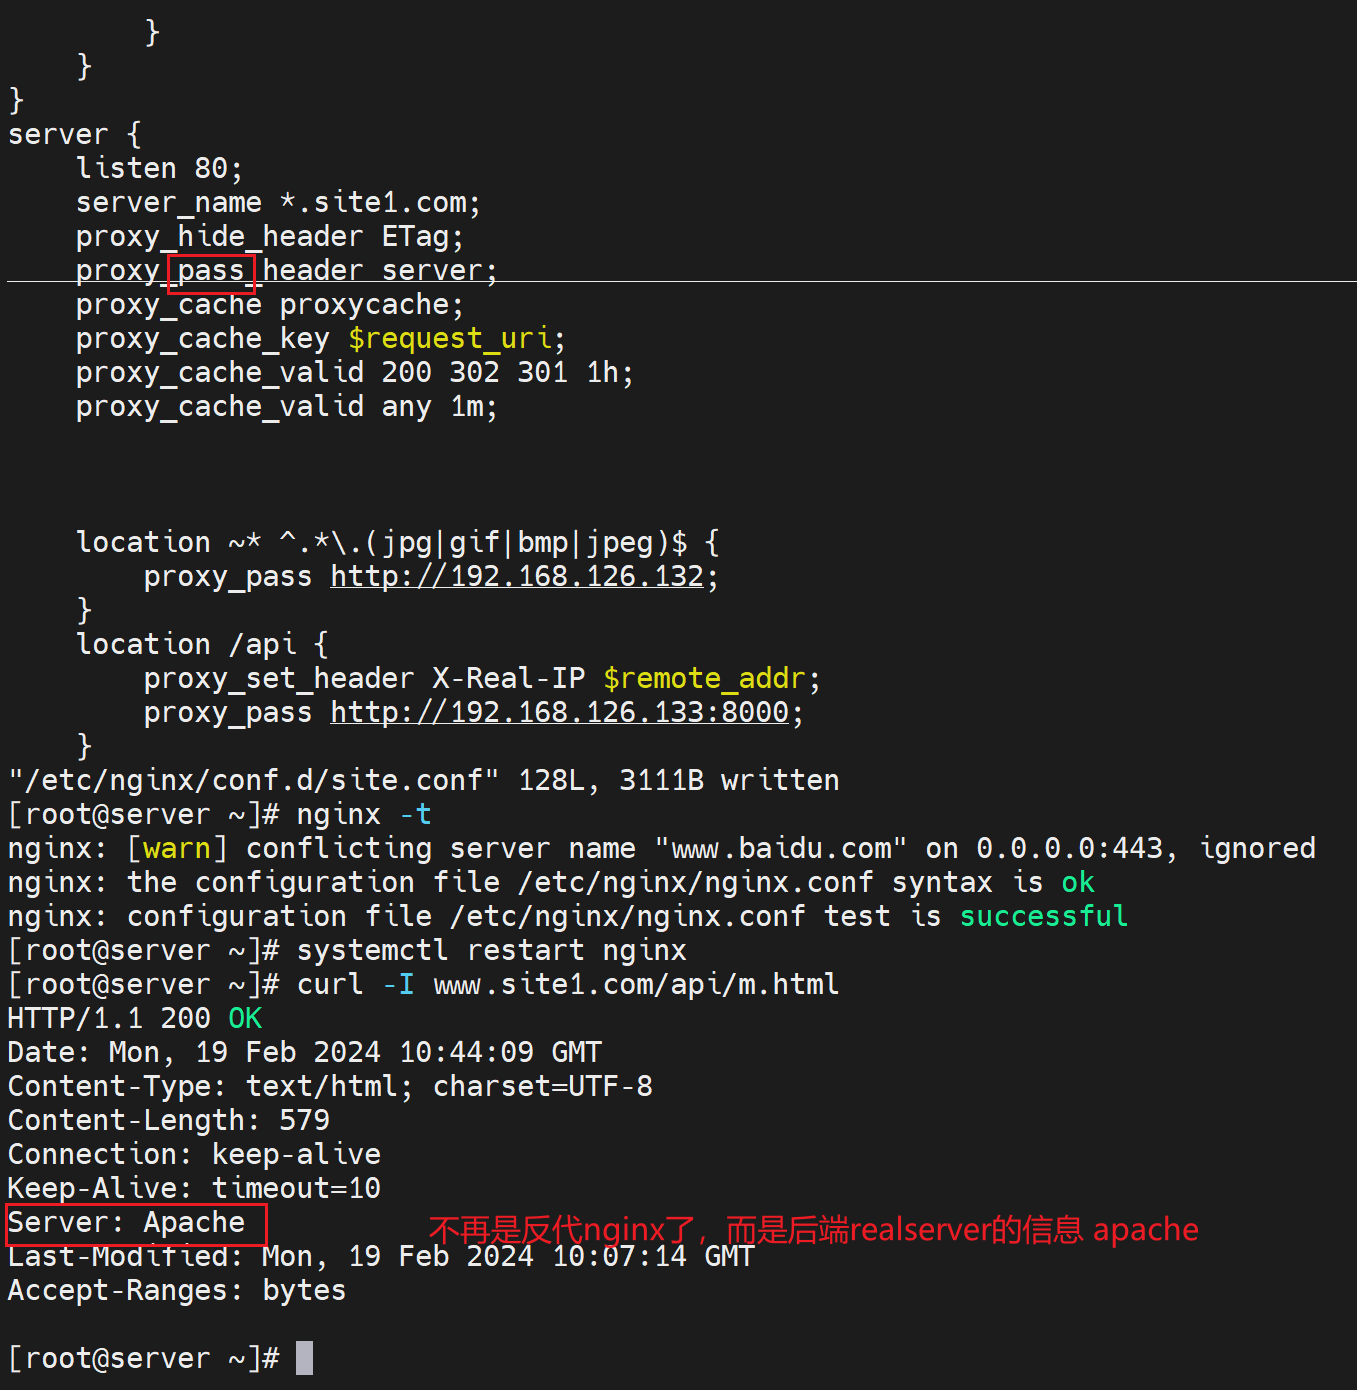 }
    }
}
server {
    listen 80;
    server_name *.site1.com;
    proxy_hide_header ETag;
    proxy_pass_header server;
    proxy_cache proxycache;
    proxy_cache_key $request_uri;
    proxy_cache_valid 200 302 301 1h;
    proxy_cache_valid any 1m;
    location ~* ^.*\.(jpg|gif|bmp|jpeg)$ {
        proxy_pass http://192.168.126.132;
    }
    location /api {
        proxy_set_header X-Real-IP $remote_addr;
        proxy_pass http://192.168.126.133:8000;
    }
"/etc/nginx/conf.d/site.conf" 128L, 3111B written
[root@server ~]# nginx -t
nginx: [warn] conflicting server name "www.baidu.com" on 0.0.0.0:443, ignored
nginx: the configuration file /etc/nginx/nginx.conf syntax is ok
nginx: configuration file /etc/nginx/nginx.conf test is successful
[root@server ~]# systemctl restart nginx
[root@server ~]# curl -I www.site1.com/api/m.html
HTTP/1.1 200 OK
Date: Mon, 19 Feb 2024 10:44:09 GMT
Content-Type: text/html; charset=UTF-8
Content-Length: 579
Connection: keep-alive
Keep-Alive: timeout=10
Server: Apache
不再是反代nginx了，而是后端realserver的信息 apache
Last-Modified: Mon, 19 Feb 2024 10:07:14 GMT
Accept-Ranges: bytes
[root@server ~]#